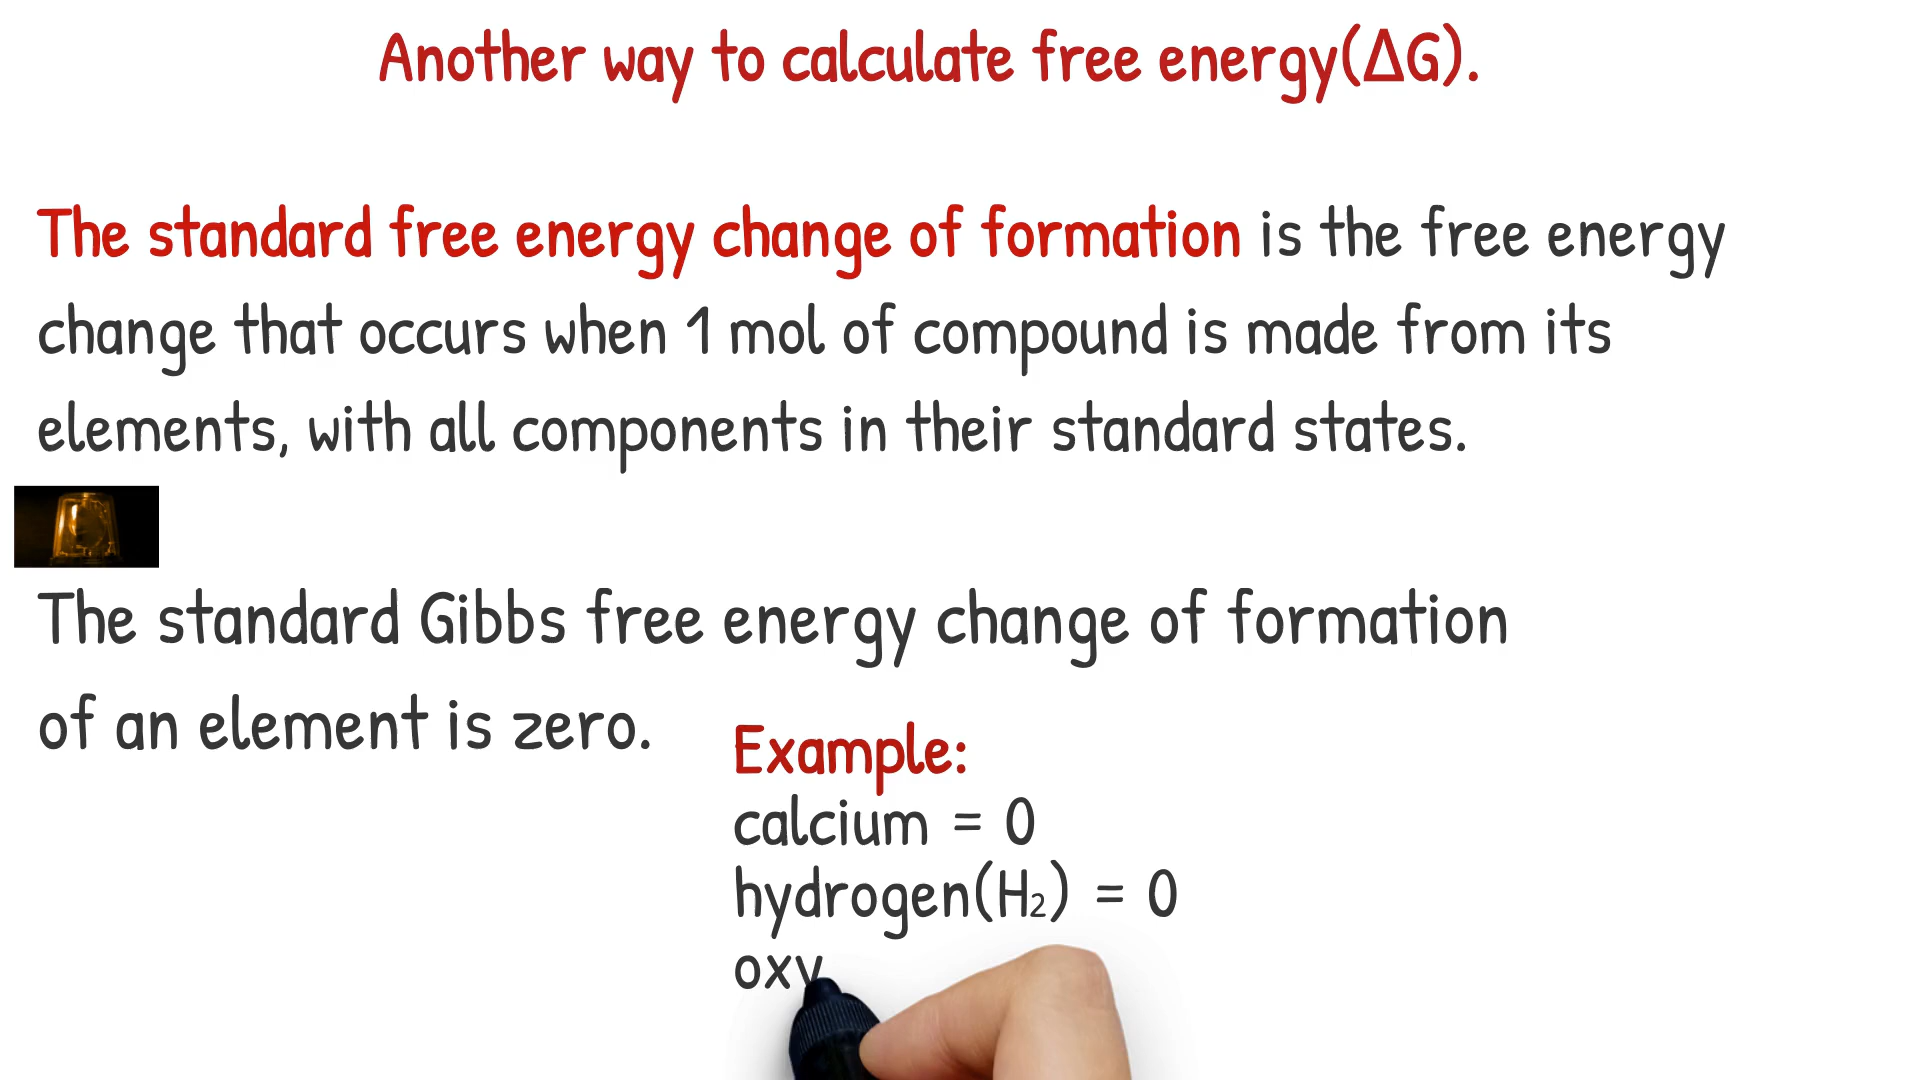 Another way to calculate free energy(ΔG).
The standard free energy change of formation is the free energy
change that occurs when 1 mol of compound is made from its
elements, with all components in their standard states.
The standard Gibbs free energy change of formation
of an element is zero.
Example:
calcium = 0
hydrogen(H₂) = 0